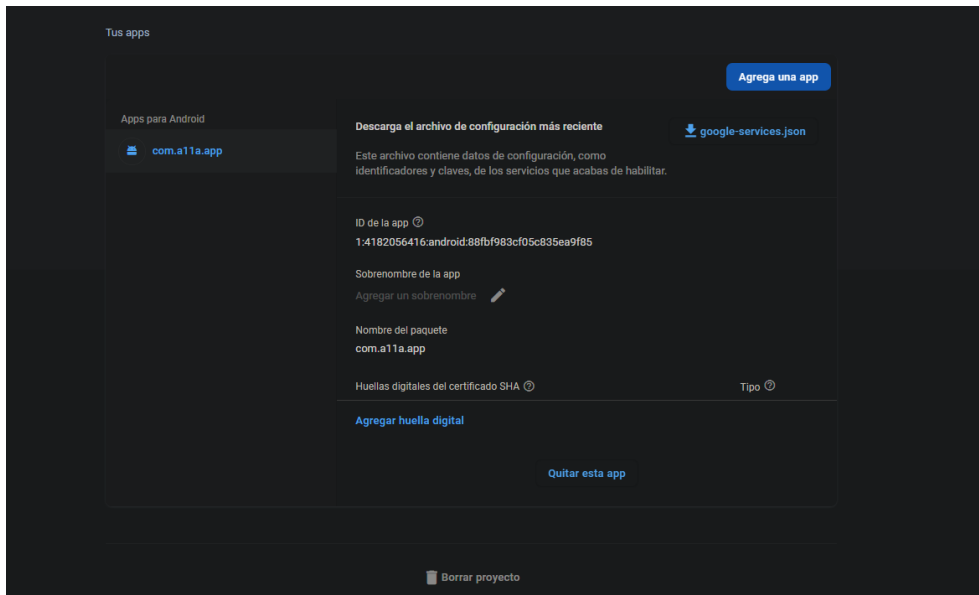 Tus apps
Agrega una app
Apps para Android
com.a11a.app
Descarga el archivo de configuración más reciente
google-services.json
Este archivo contiene datos de configuración, como
identificadores y claves, de los servicios que acabas de habilitar.
ID de la app
1:4182056416:android:88fbf983cf05c835ea9f85
Sobrenombre de la app
Agregar un sobrenombre
Nombre del paquete
com.a11a.app
Huellas digitales del certificado SHA
Tipo
Agregar huella digital
Quitar esta app
Borrar proyecto